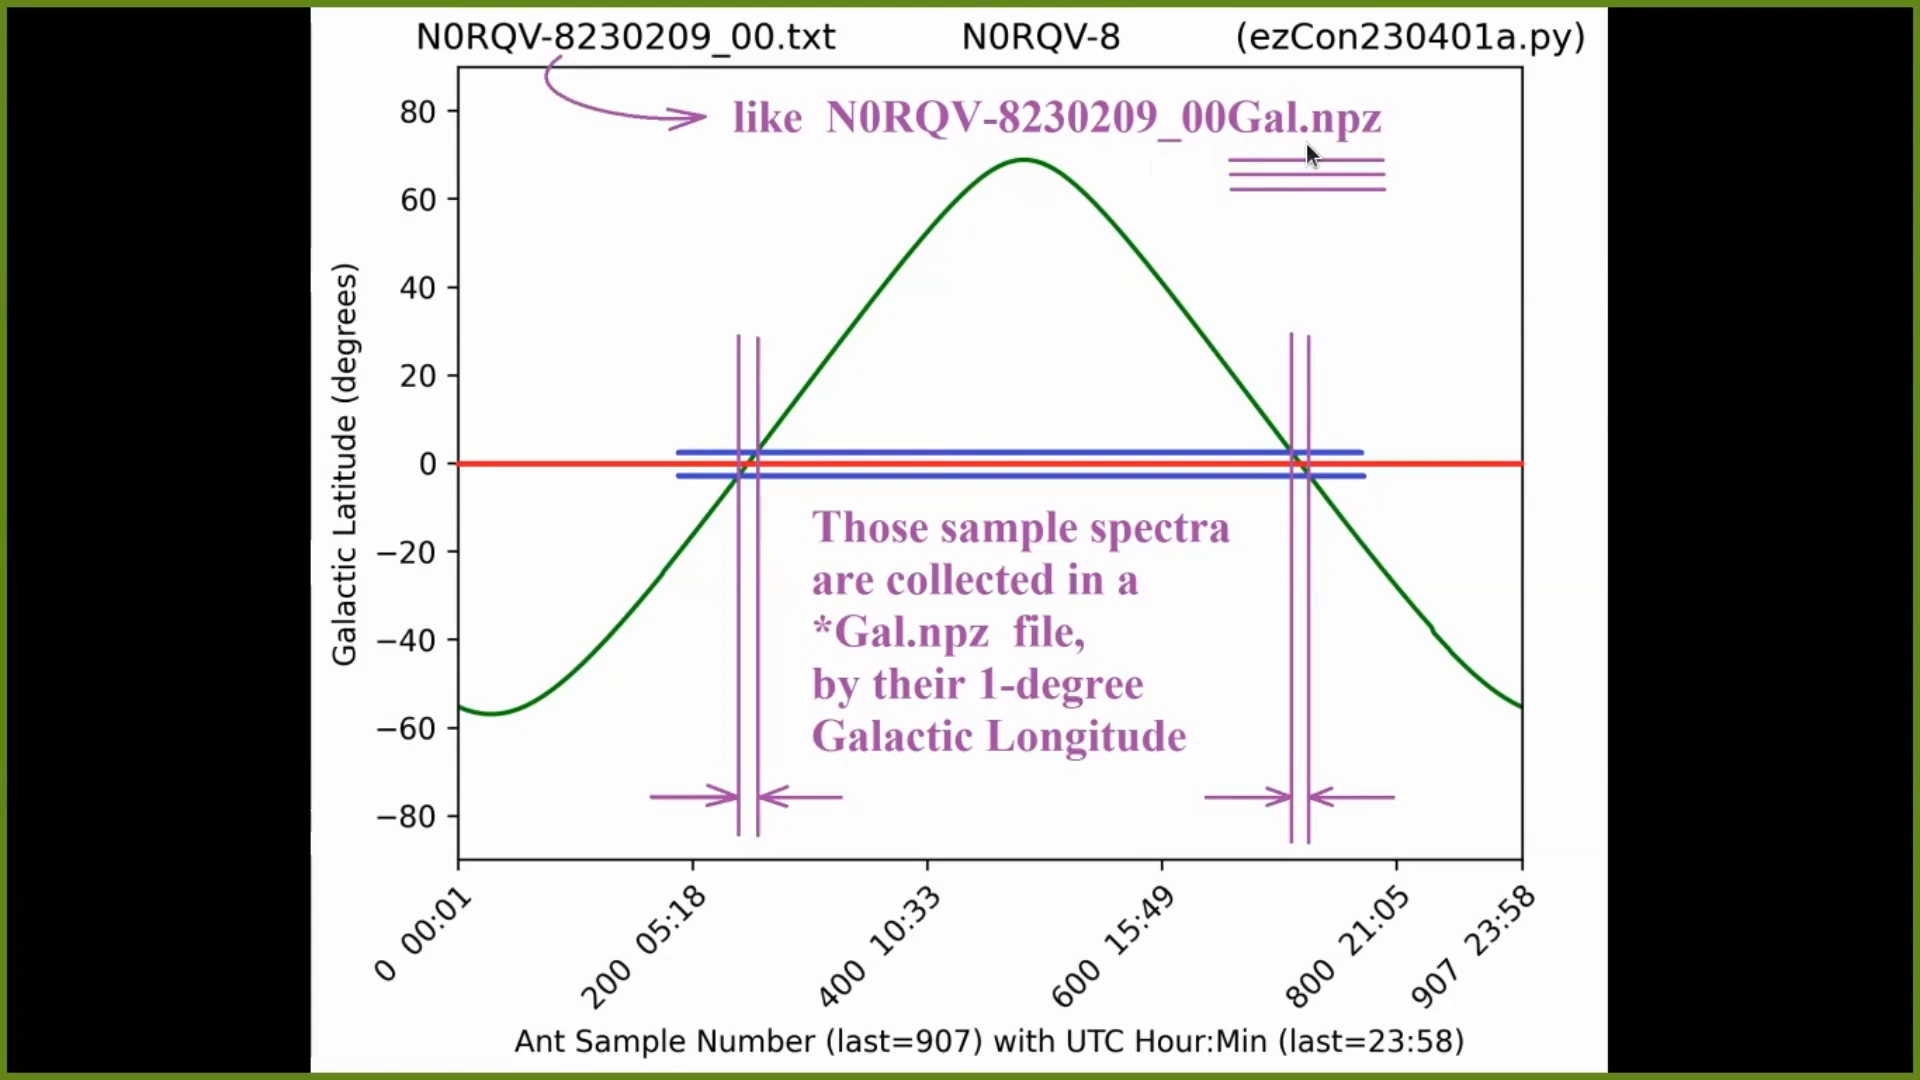 N0RQV-8230209_00.txt N0RQV-8 (ezCon230401a.py)
like N0RQV-8230209_00Gal.npz
80
60
40
20
0
−20
−40
−60
−80
Galactic Latitude (degrees)
Those sample spectra
are collected in a
*Gal.npz file,
by their 1-degree
Galactic Longitude
0 00:01
200 05:18
400 10:33
600 15:49
800 21:05
907 23:58
Ant Sample Number (last=907) with UTC Hour:Min (last=23:58)